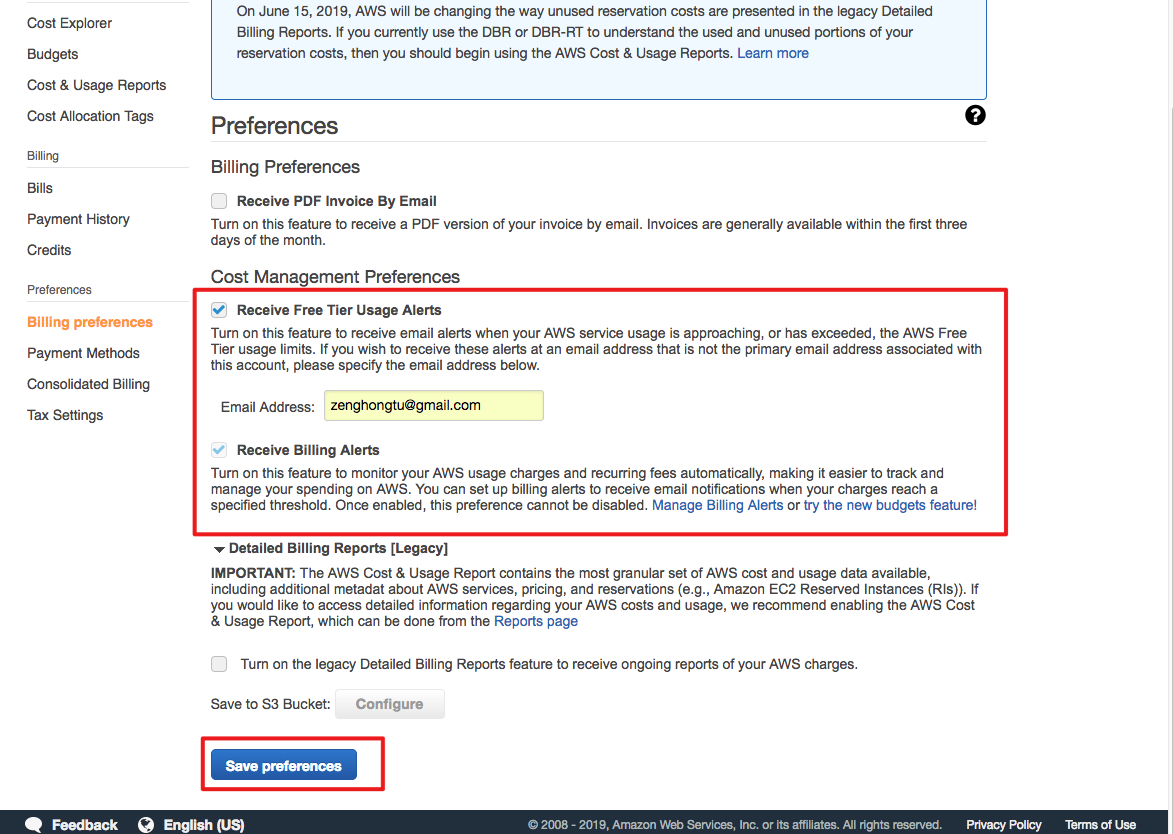 Cost Explorer
Budgets
Cost & Usage Reports
Cost Allocation Tags
Billing
Bills
Payment History
Credits
Preferences
Billing preferences
Payment Methods
Consolidated Billing
Tax Settings
On June 15, 2019, AWS will be changing the way unused reservation costs are presented in the legacy Detailed
Billing Reports. If you currently use the DBR or DBR-RT to understand the used and unused portions of your
reservation costs, then you should begin using the AWS Cost & Usage Reports. Learn more
Preferences
?
Billing Preferences
Receive PDF Invoice By Email
Turn on this feature to receive a PDF version of your invoice by email. Invoices are generally available within the first three
days of the month.
Cost Management Preferences
Receive Free Tier Usage Alerts
Turn on this feature to receive email alerts when your AWS service usage is approaching, or has exceeded, the AWS Free
Tier usage limits. If you wish to receive these alerts at an email address that is not the primary email address associated with
this account, please specify the email address below.
Email Address: zenghongtu@gmail.com
Receive Billing Alerts
Turn on this feature to monitor your AWS usage charges and recurring fees automatically, making it easier to track and
manage your spending on AWS. You can set up billing alerts to receive email notifications when your charges reach a
specified threshold. Once enabled, this preference cannot be disabled. Manage Billing Alerts or try the new budgets feature!
Detailed Billing Reports [Legacy]
IMPORTANT: The AWS Cost & Usage Report contains the most granular set of AWS cost and usage data available,
including additional metadat about AWS services, pricing, and reservations (e.g., Amazon EC2 Reserved Instances (RIs)). If
you would like to access detailed information regarding your AWS costs and usage, we recommend enabling the AWS Cost
& Usage Report, which can be done from the Reports page
Turn on the legacy Detailed Billing Reports feature to receive ongoing reports of your AWS charges.
Save to S3 Bucket: Configure
Save preferences
Feedback English (US) © 2008 - 2019, Amazon Web Services, Inc. or its affiliates. All rights reserved. Privacy Policy Terms of Use